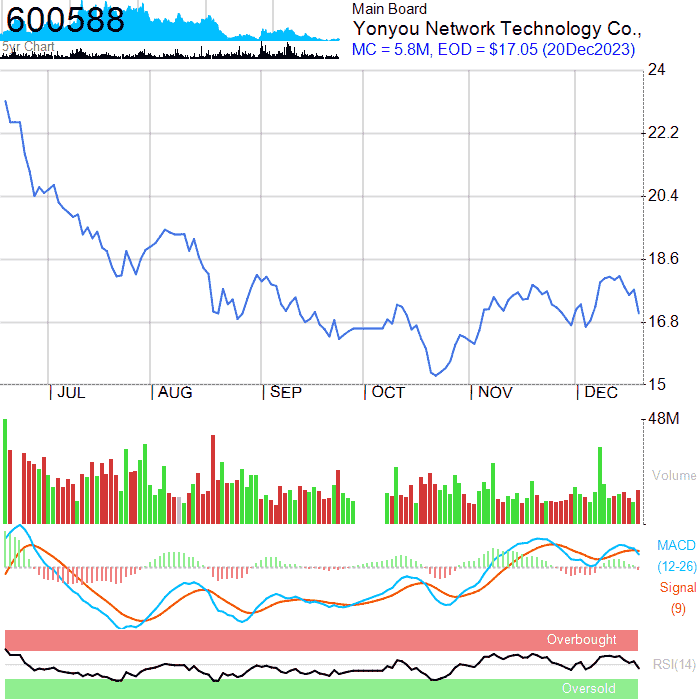 600588
5yr Chart
Main Board
Yonyou Network Technology Co.,
MC = 5.8M, EOD = $17.05 (20Dec2023)
24
22.2
20.4
18.6
16.8
15
JUL AUG SEP OCT NOV DEC
48M
Volume
MACD
(12-26)
Signal
(9)
Overbought
RSI(14)
Oversold